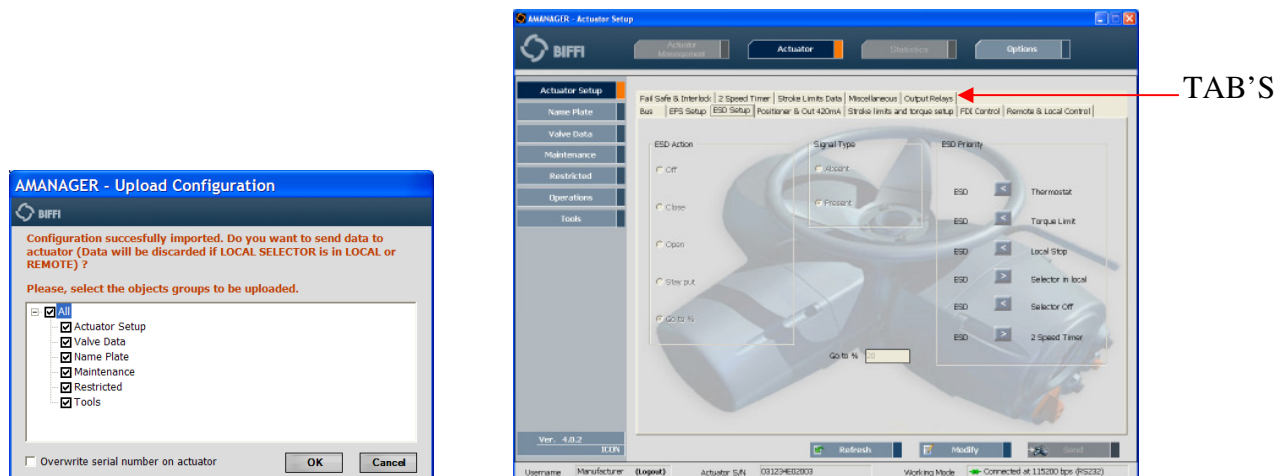 AMANAGER - Upload Configuration
BIFFI
Configuration succesfully imported. Do you want to send data to
actuator (Data will be discarded if LOCAL SELECTOR is in LOCAL or
REMOTE) ?
Please, select the objects groups to be uploaded.
All
Actuator Setup
Valve Data
Name Plate
Maintenance
Restricted
Tools
Overwrite serial number on actuator OK Cancel
AMANAGER - Actuator Setup
BIFFI
Actuator Management Actuator Statistics Options
Actuator Setup
Name Plate
Valve Data
Maintenance
Restricted
Operations
Tools
Fail Safe & Interlock 2 Speed Timer Stroke Limits Data Miscellaneous Output Relays
Bus EPS Setup ESD Setup Positioner & Out 420mA Stroke limits and torque setup FDI Control Remote & Local Control
TAB'S
ESD Action Signal Type ESD Priority
Off
Close
Open
Stay put
Go to %
Absent
Present
ESD < Thermostat
ESD < Torque Limit
ESD < Local Stop
ESD > Selector in local
ESD < Selector Off
ESD > 2 Speed Timer
Go to % 20
Ver. 4.0.2
ICON
Refresh Modify Send
Username Manufacturer (Logout) Actuator S/N 031234E02003 Working Mode Connected at 115200 bps (RS232)